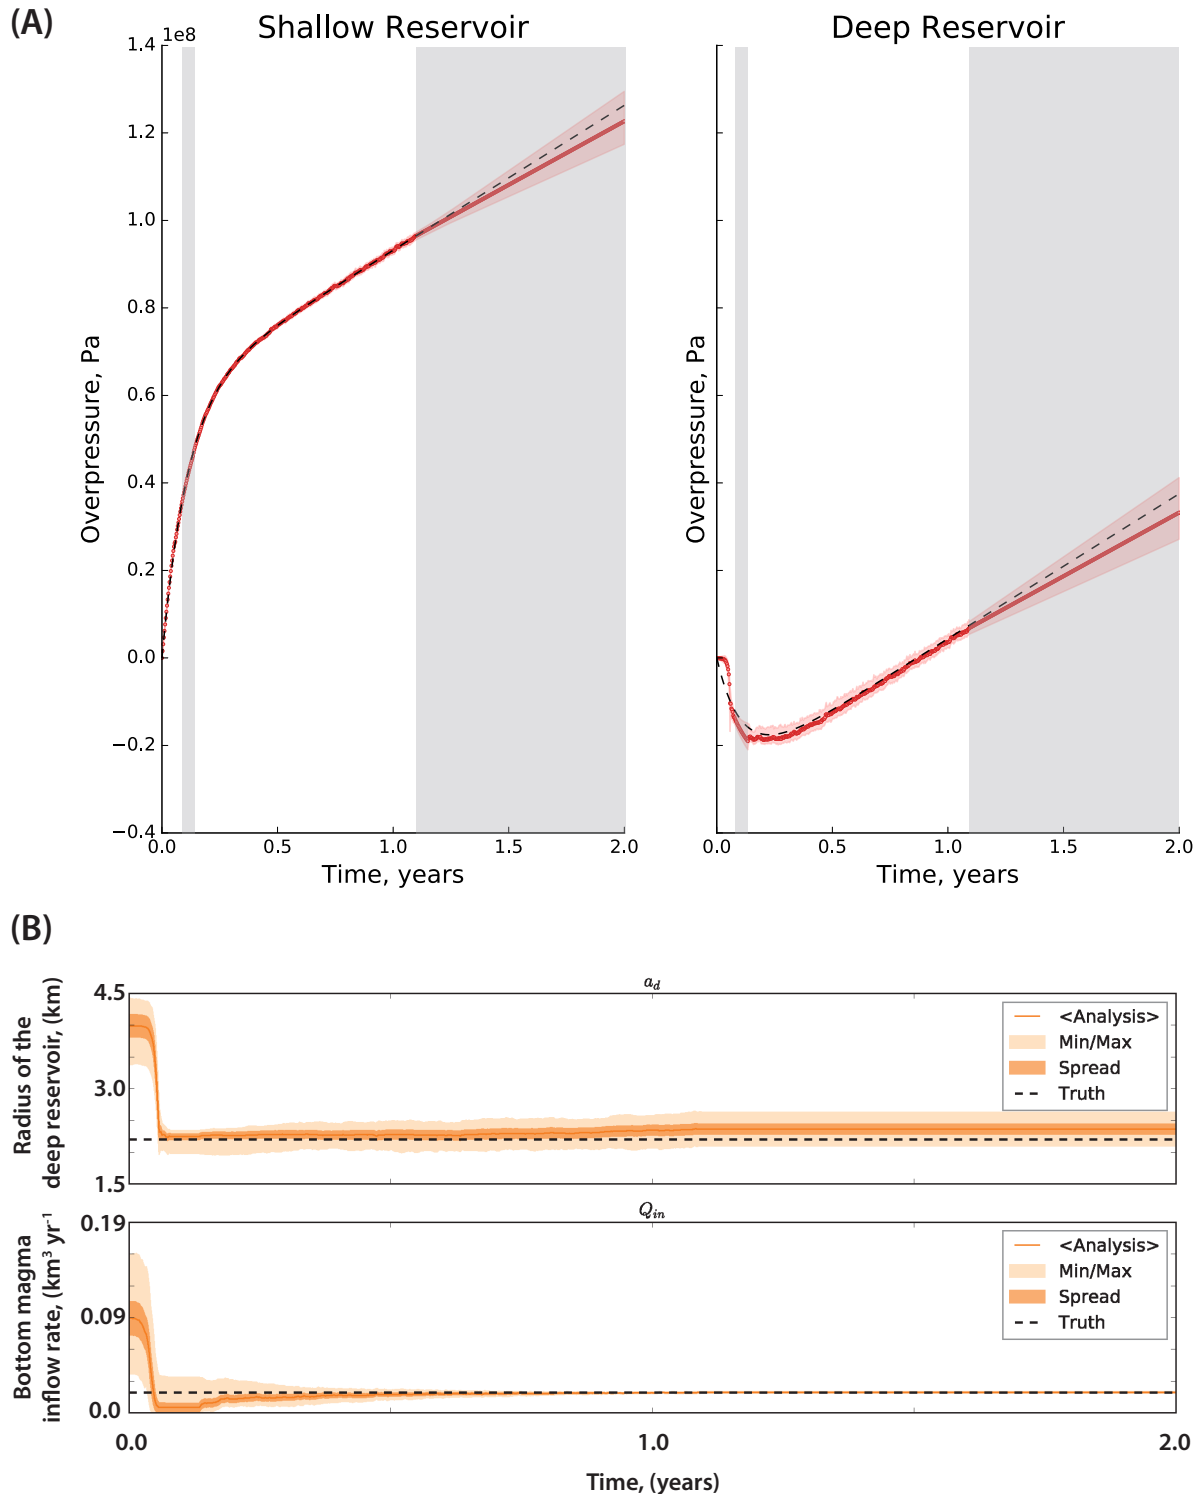 (A)
Shallow Reservoir
Deep Reservoir
1e8
1.4
1.2
1.0
0.8
0.6
0.4
0.2
0.0
−0.2
−0.4
Overpressure, Pa
Overpressure, Pa
0.0 0.5 1.0 1.5 2.0
0.0 0.5 1.0 1.5 2.0
Time, years
Time, years
(B)
a_d
4.5
3.0
1.5
Radius of the
deep reservoir, (km)
<Analysis>
Min/Max
Spread
Truth
Q_in
0.19
0.09
0.0
Bottom magma
inflow rate, (km³ yr⁻¹)
<Analysis>
Min/Max
Spread
Truth
0.0 1.0 2.0
Time, (years)